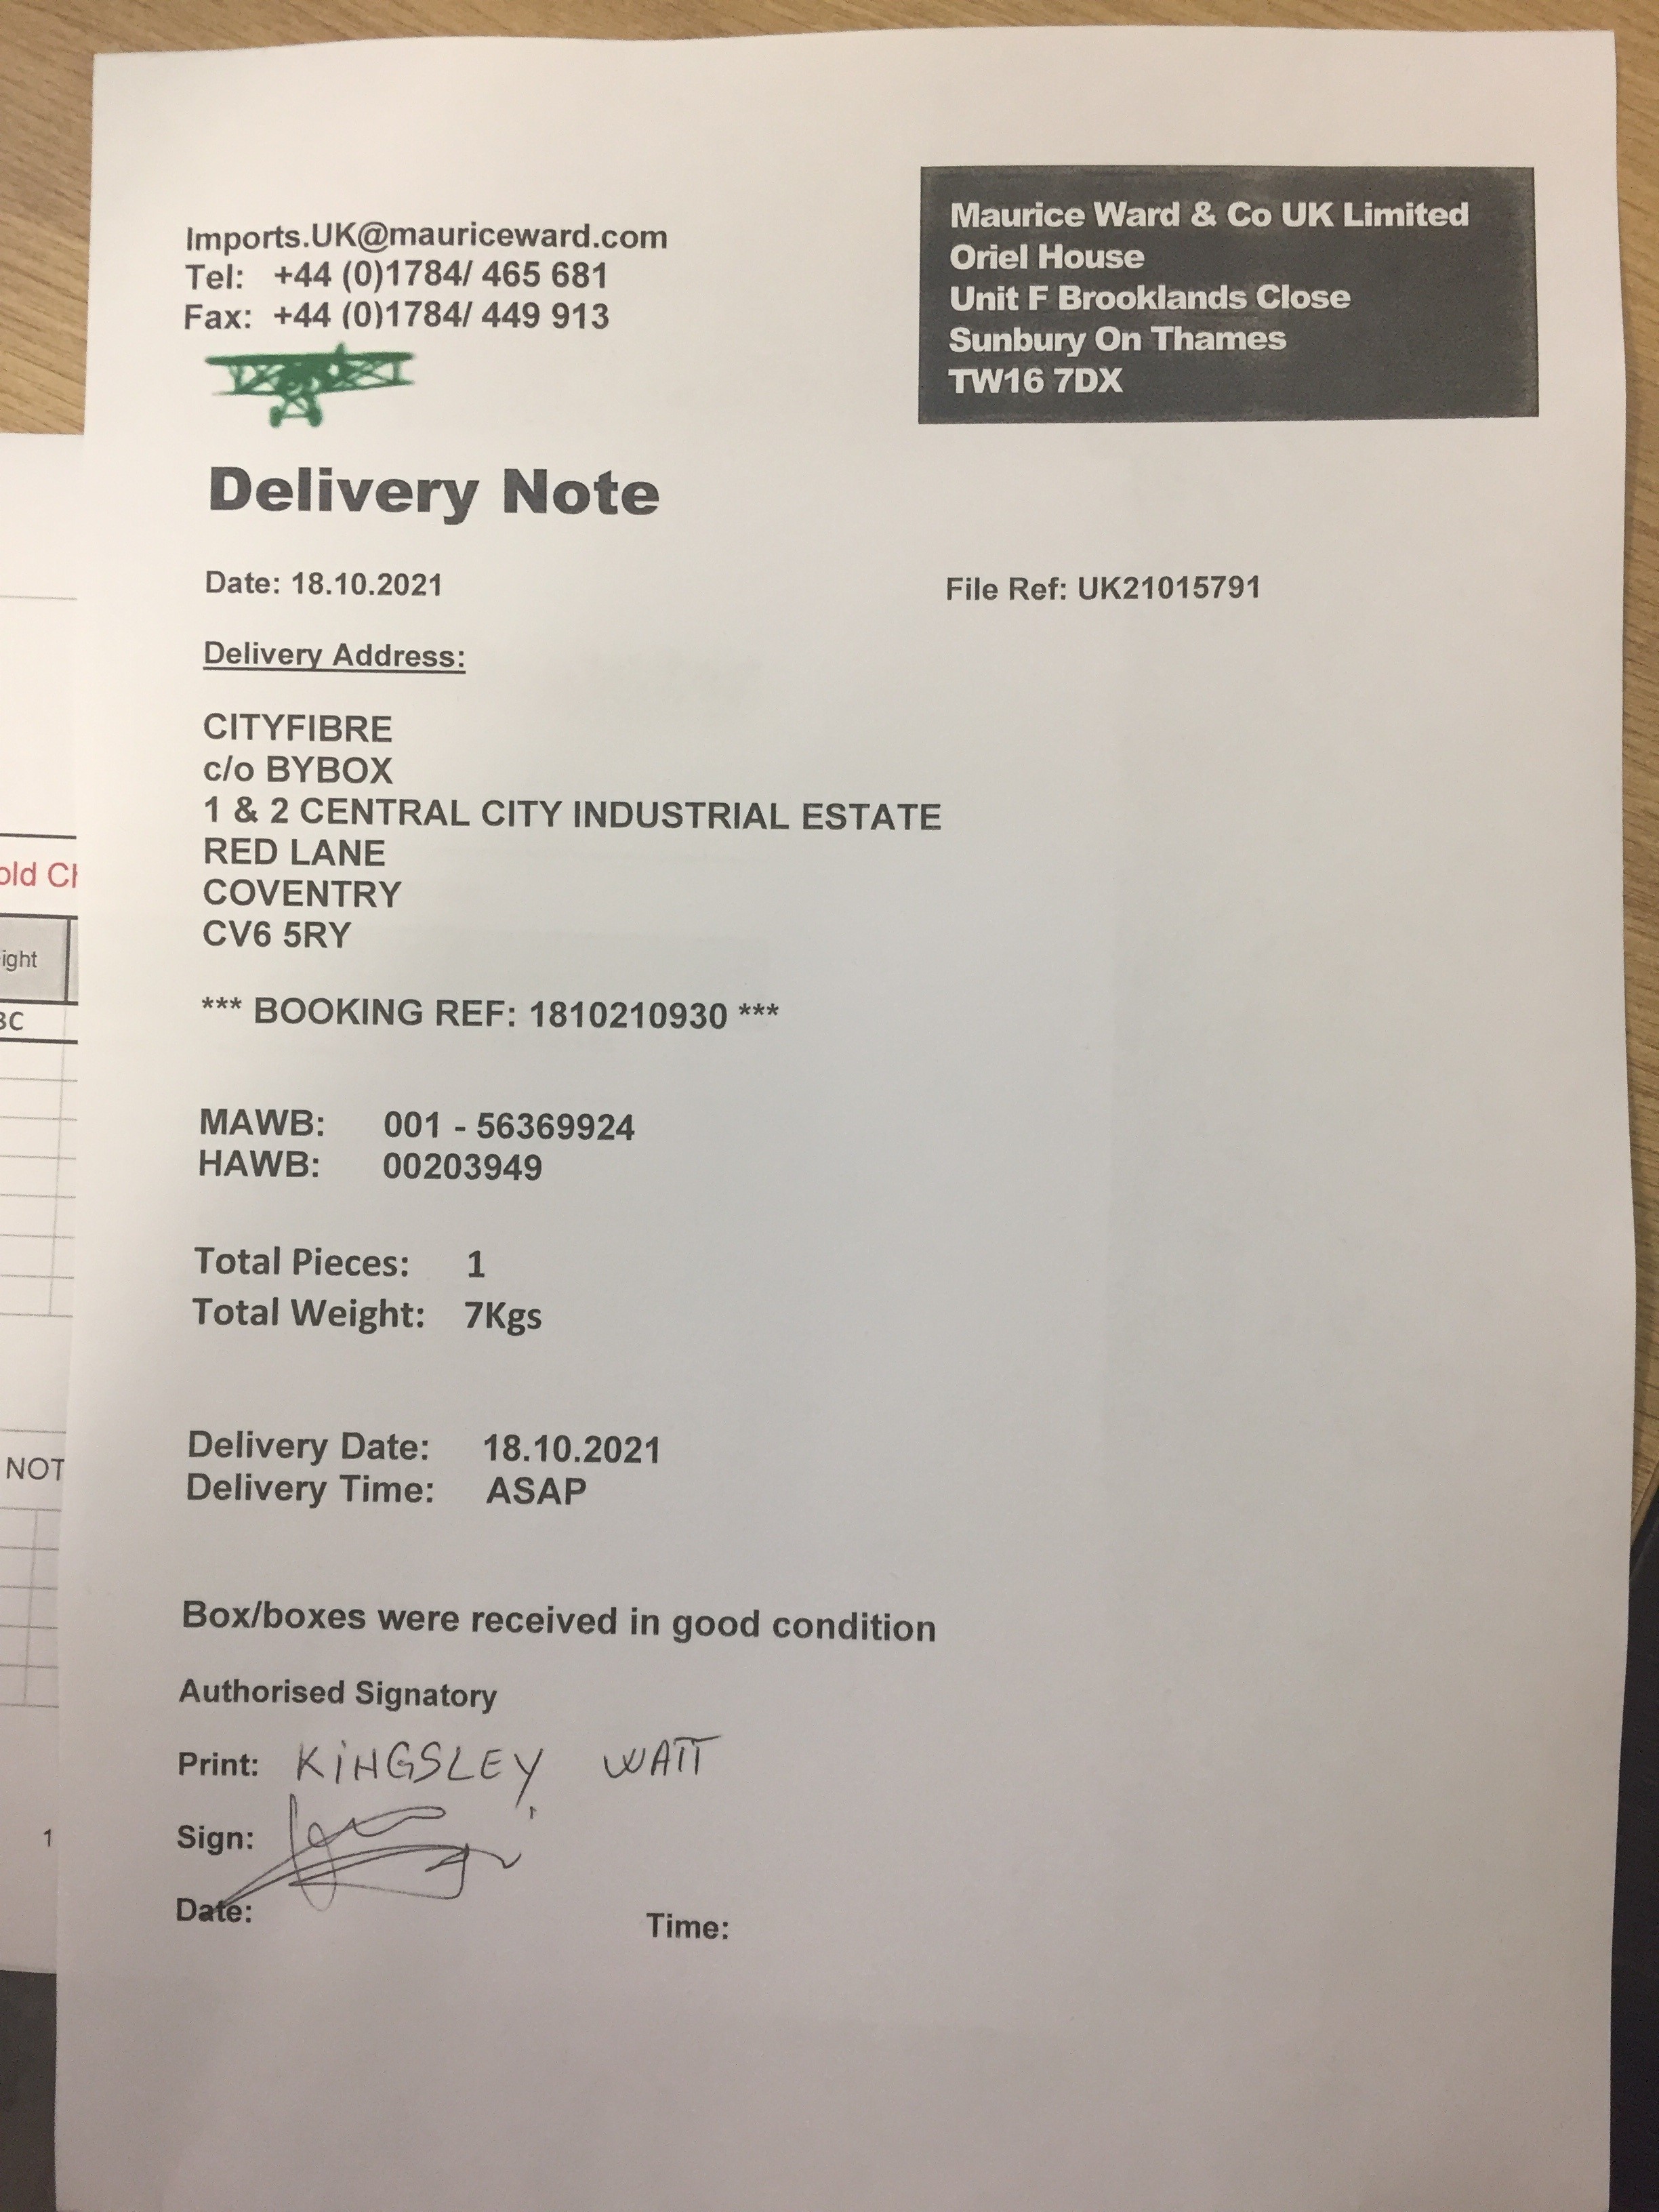 Imports.UK@mauriceward.com
Tel: +44 (0)1784/ 465 681
Fax: +44 (0)1784/ 449 913
Maurice Ward & Co UK Limited
Oriel House
Unit F Brooklands Close
Sunbury On Thames
TW16 7DX
Delivery Note
Date: 18.10.2021
File Ref: UK21015791
Delivery Address:
CITYFIBRE
c/o BYBOX
1 & 2 CENTRAL CITY INDUSTRIAL ESTATE
RED LANE
COVENTRY
CV6 5RY
*** BOOKING REF: 1810210930 ***
MAWB: 001 - 56369924
HAWB: 00203949
Total Pieces: 1
Total Weight: 7Kgs
Delivery Date: 18.10.2021
Delivery Time: ASAP
Box/boxes were received in good condition
Authorised Signatory
Print: KINGSLEY WATT
Sign:
Date:
Time:
old
NOT
1